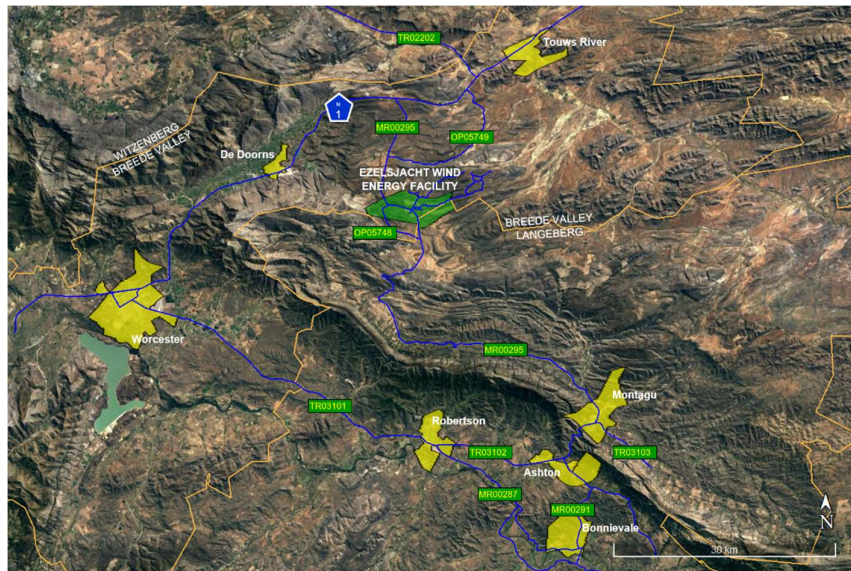 TR02202
Touws River
N
1
MR00295
OP05749
WITZENBERG
BREEDE VALLEY
De Doorns
EZELSJACHT WIND
ENERGY FACILITY
BREEDE VALLEY
LANGEBERG
OP05748
Worcester
MR00295
Montagu
TR03101
Robertson
TR03102
TR03103
Ashton
MR00287
MR00291
Bonnievale
N
30 km